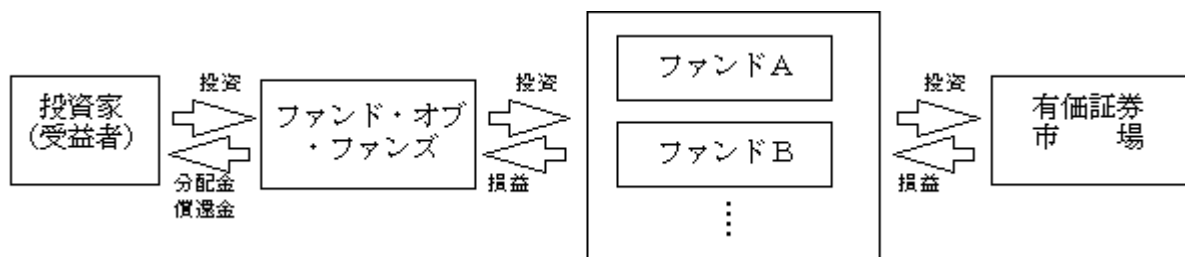 投資家
(受益者)
投資
分配金
償還金
ファンド・オブ
・ファンズ
投資
損益
ファンドA
ファンドB
⋮
投資
損益
有価証券
市　　場